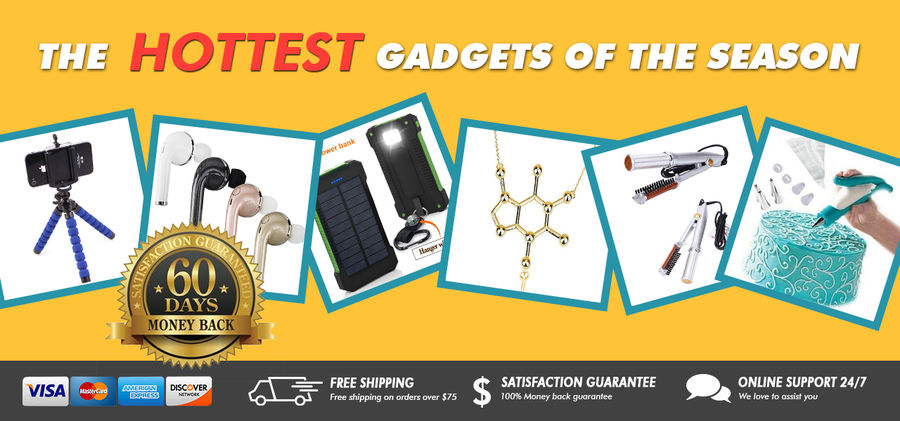 THE HOTTEST GADGETS OF THE SEASON
ower bank
Hanger w
SATISFACTION GUARANTEED
60
DAYS
MONEY BACK
VISA
MasterCard
AMERICAN
EXPRESS
DISCOVER
NETWORK
FREE SHIPPING
Free shipping on orders over $75
$
SATISFACTION GUARANTEE
100% Money back guarantee
ONLINE SUPPORT 24/7
We love to assist you